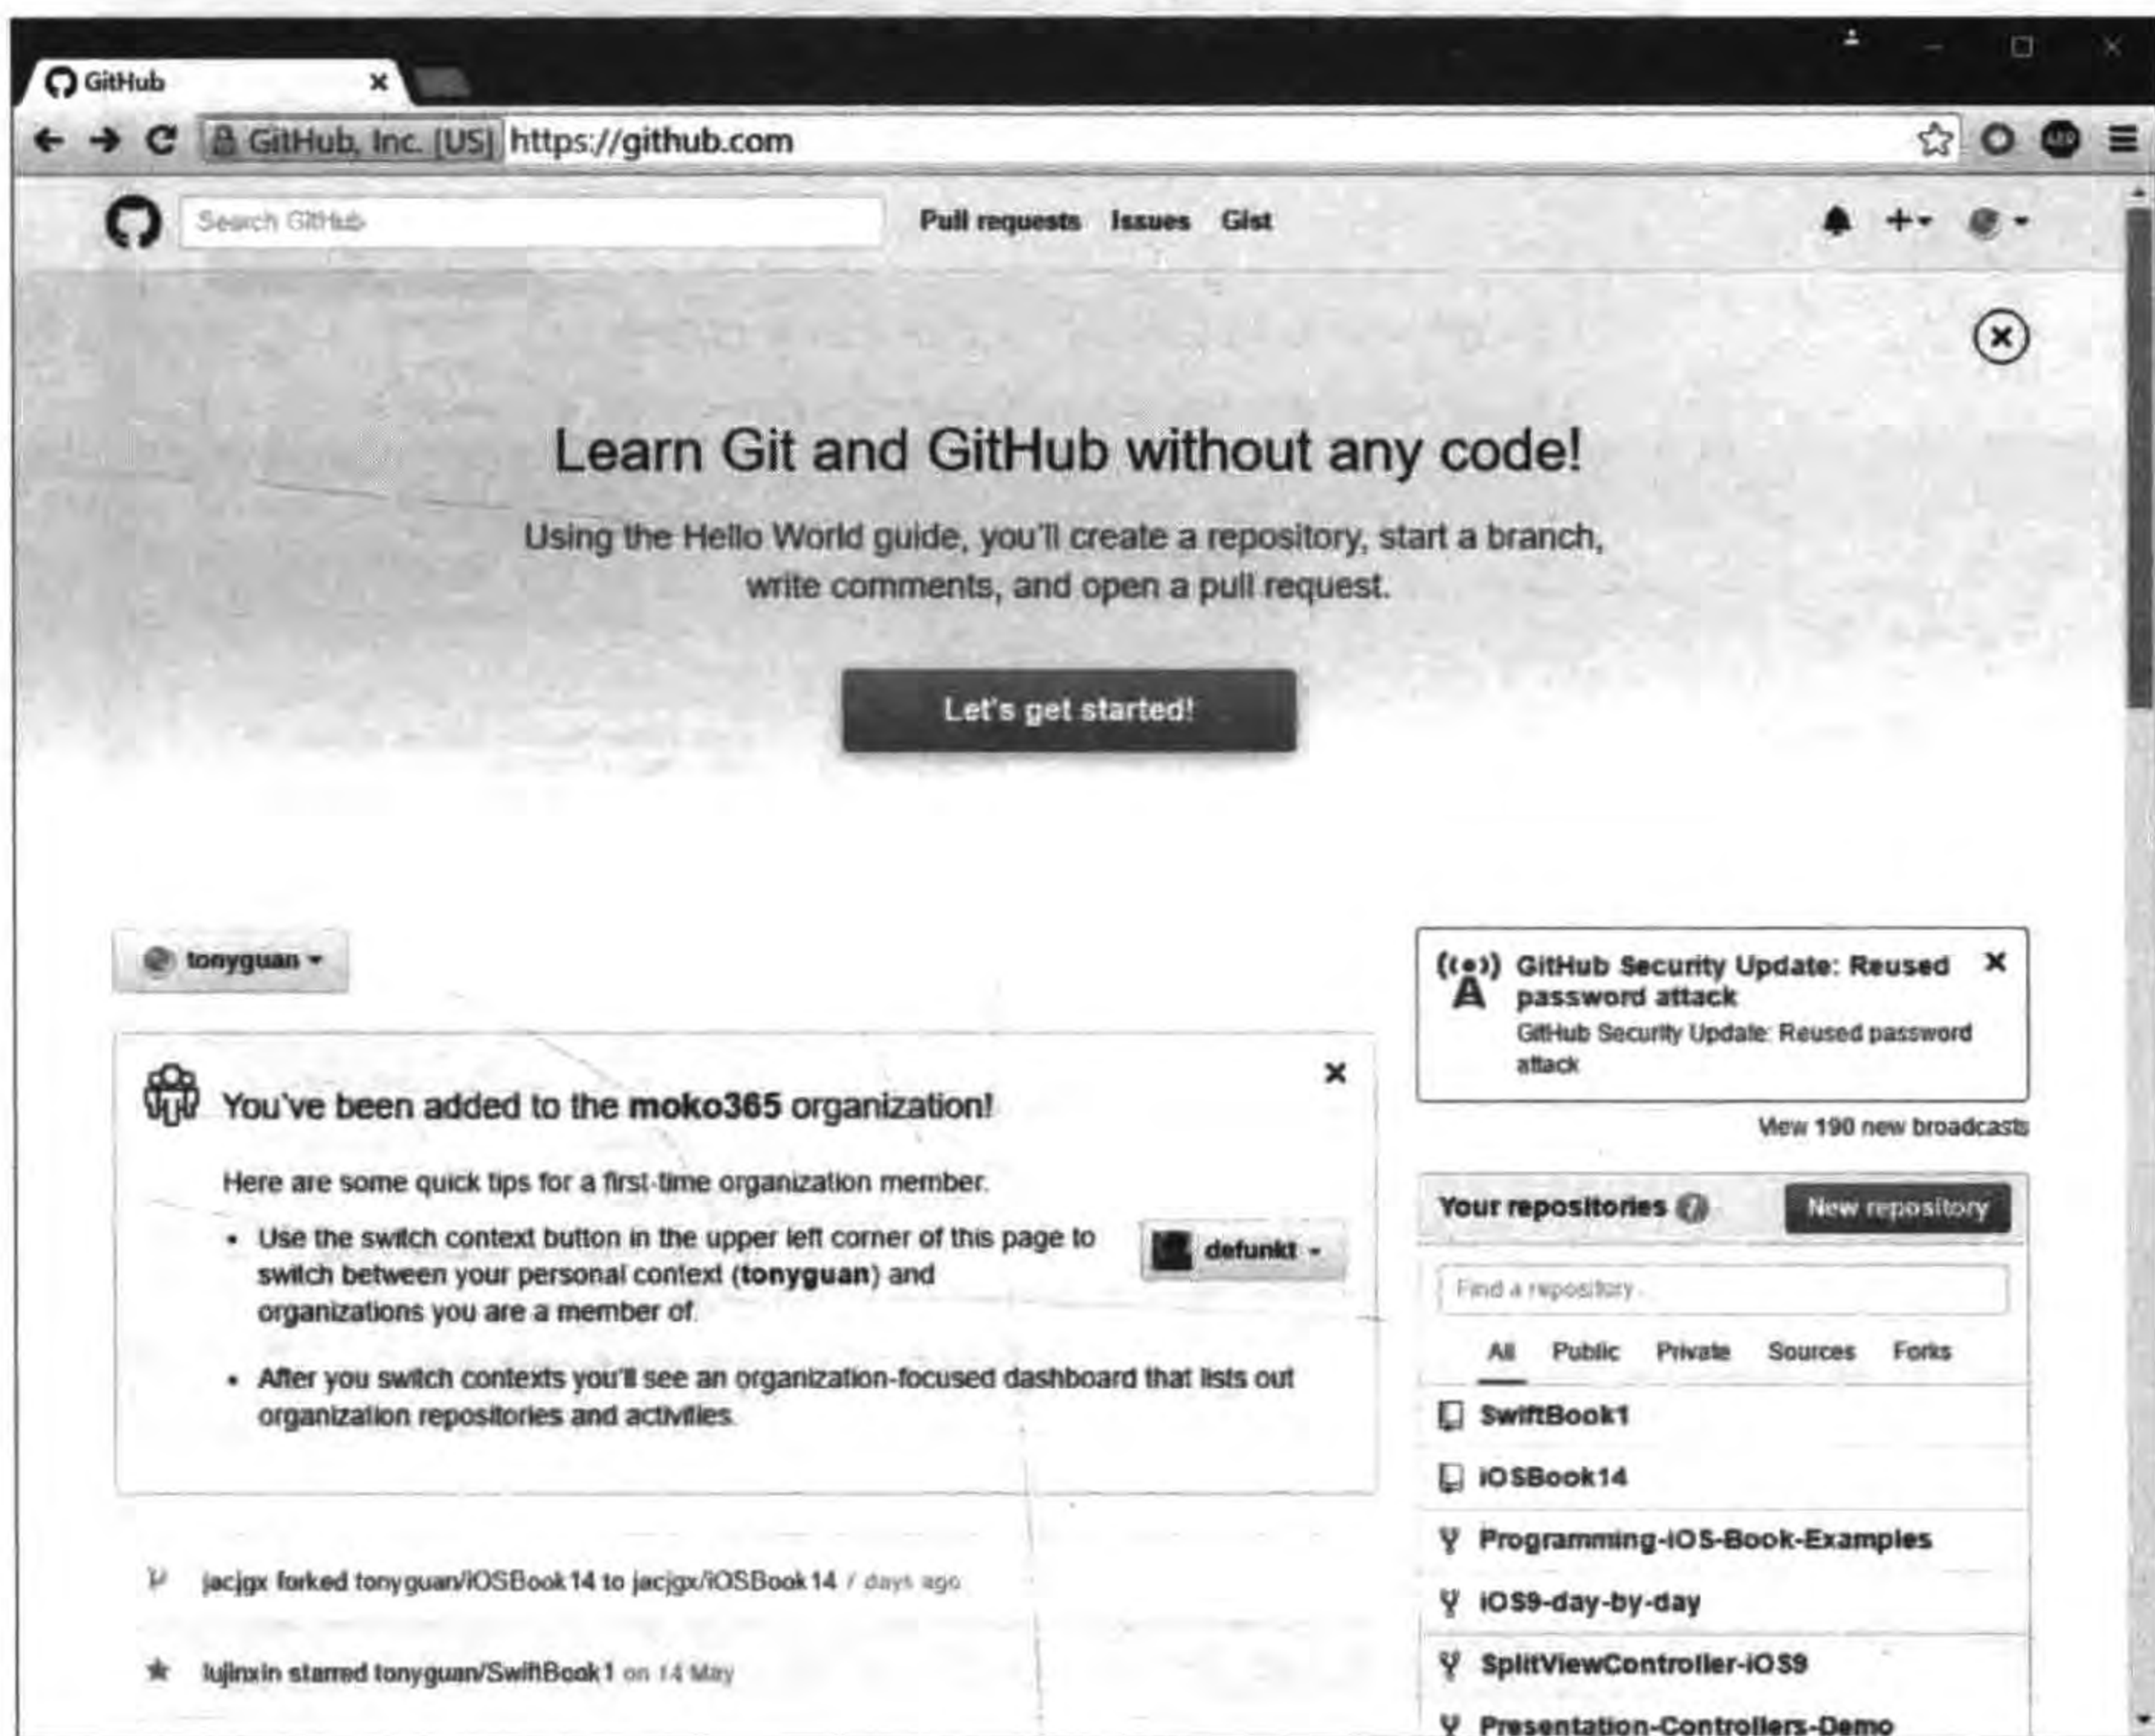 GitHub
GitHub, Inc. [US] https://github.com
Search GitHub
Pull requests Issues Gist
Learn Git and GitHub without any code!
Using the Hello World guide, you'll create a repository, start a branch,
write comments, and open a pull request.
Let's get started!
tonyguan
You've been added to the moko365 organization!
Here are some quick tips for a first-time organization member.
• Use the switch context button in the upper left corner of this page to
switch between your personal context (tonyguan) and
organizations you are a member of.
defunkt
• After you switch contexts you'll see an organization-focused dashboard that lists out
organization repositories and activities.
jacjgx forked tonyguan/iOSBook14 to jacjgx/iOSBook14 days ago
lujinxin starred tonyguan/SwiftBook1 on 14 May
GitHub Security Update: Reused
password attack
GitHub Security Update: Reused password
attack
View 190 new broadcasts
Your repositories New repository
Find a repository...
All Public Private Sources Forks
SwiftBook1
iOSBook14
Programming-iOS-Book-Examples
iOS9-day-by-day
SplitViewController-iOS9
Presentation-Controllers-Demo